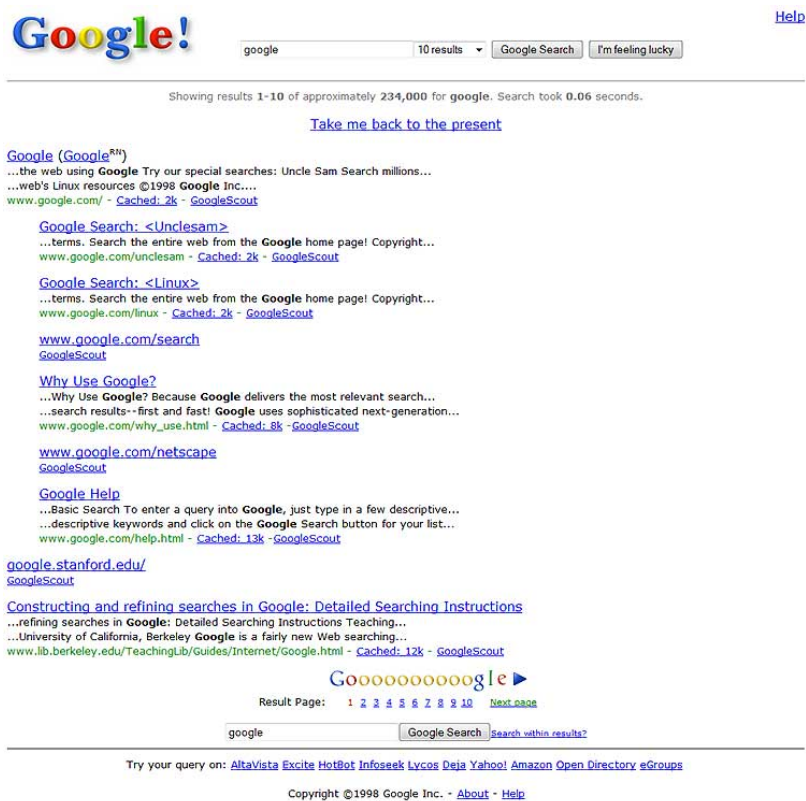 Google!
Help
google 10 results Google Search I'm feeling lucky
Showing results 1-10 of approximately 234,000 for google. Search took 0.06 seconds.
Take me back to the present
Google (GoogleRN)
...the web using Google Try our special searches: Uncle Sam Search millions...
...web's Linux resources ©1998 Google Inc....
www.google.com/ - Cached: 2k - GoogleScout
Google Search: <Unclesam>
...terms. Search the entire web from the Google home page! Copyright...
www.google.com/unclesam - Cached: 2k - GoogleScout
Google Search: <Linux>
...terms. Search the entire web from the Google home page! Copyright...
www.google.com/linux - Cached: 2k - GoogleScout
www.google.com/search
GoogleScout
Why Use Google?
...Why Use Google? Because Google delivers the most relevant search...
...search results--first and fast! Google uses sophisticated next-generation...
www.google.com/why_use.html - Cached: 8k -GoogleScout
www.google.com/netscape
GoogleScout
Google Help
...Basic Search To enter a query into Google, just type in a few descriptive...
...descriptive keywords and click on the Google Search button for your list...
www.google.com/help.html - Cached: 13k -GoogleScout
google.stanford.edu/
GoogleScout
Constructing and refining searches in Google: Detailed Searching Instructions
...refining searches in Google: Detailed Searching Instructions Teaching...
...University of California, Berkeley Google is a fairly new Web searching...
www.lib.berkeley.edu/TeachingLib/Guides/Internet/Google.html - Cached: 12k - GoogleScout
Goooooooooogle
Result Page: 1 2 3 4 5 6 7 8 9 10 Next page
google Google Search Search within results?
Try your query on: AltaVista Excite HotBot Infoseek Lycos Deja Yahoo! Amazon Open Directory eGroups
Copyright ©1998 Google Inc. - About - Help